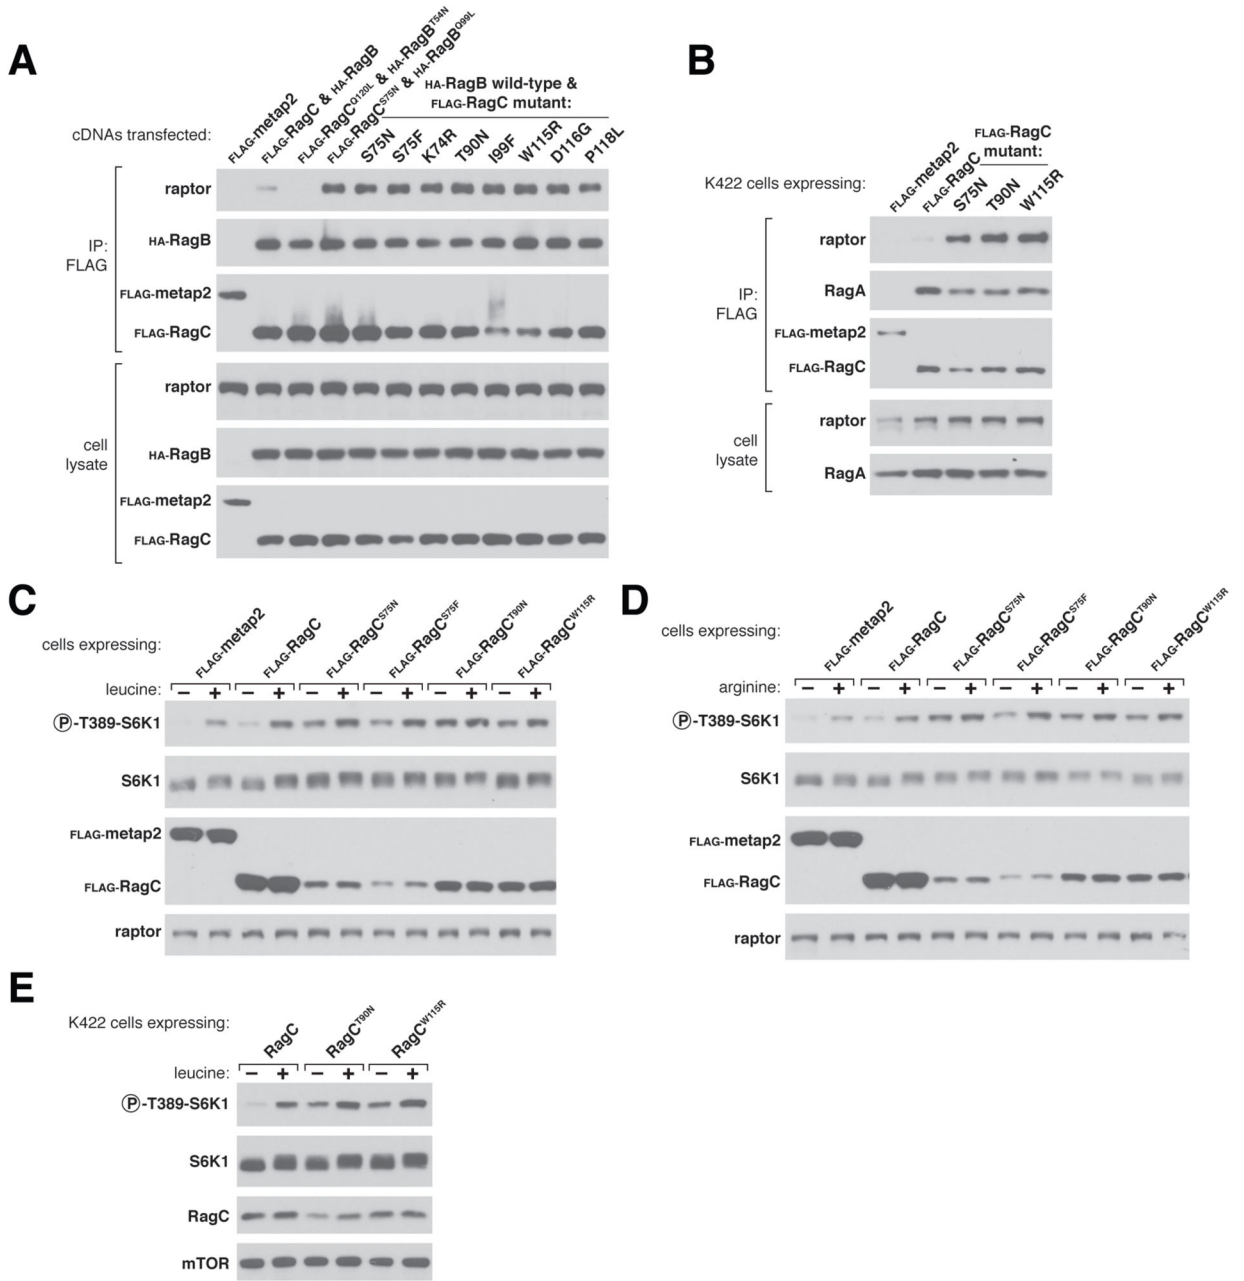 A
cDNAs transfected:
FLAG-metap2
FLAG-RagC & HA-RagB
FLAG-RagCQ120L & HA-RagBT54N
FLAG-RagCS75N & HA-RagBQ99L
HA-RagB wild-type &
FLAG-RagC mutant:
S75N
S75F
K74R
T90N
I99F
W115R
D116G
P118L
IP:
FLAG
raptor
HA-RagB
FLAG-metap2
FLAG-RagC
cell
lysate
raptor
HA-RagB
FLAG-metap2
FLAG-RagC
B
K422 cells expressing:
FLAG-metap2
FLAG-RagC
FLAG-RagC
mutant:
S75N
T90N
W115R
IP:
FLAG
raptor
RagA
FLAG-metap2
FLAG-RagC
cell
lysate
raptor
RagA
C
cells expressing:
FLAG-metap2
FLAG-RagC
FLAG-RagCS75N
FLAG-RagCS75F
FLAG-RagCT90N
FLAG-RagCW115R
leucine: − + − + − + − + − + − +
Ⓟ-T389-S6K1
S6K1
FLAG-metap2
FLAG-RagC
raptor
D
cells expressing:
FLAG-metap2
FLAG-RagC
FLAG-RagCS75N
FLAG-RagCS75F
FLAG-RagCT90N
FLAG-RagCW115R
arginine: − + − + − + − + − + − +
Ⓟ-T389-S6K1
S6K1
FLAG-metap2
FLAG-RagC
raptor
E
K422 cells expressing:
RagC
RagCT90N
RagCW115R
leucine: − + − + − +
Ⓟ-T389-S6K1
S6K1
RagC
mTOR